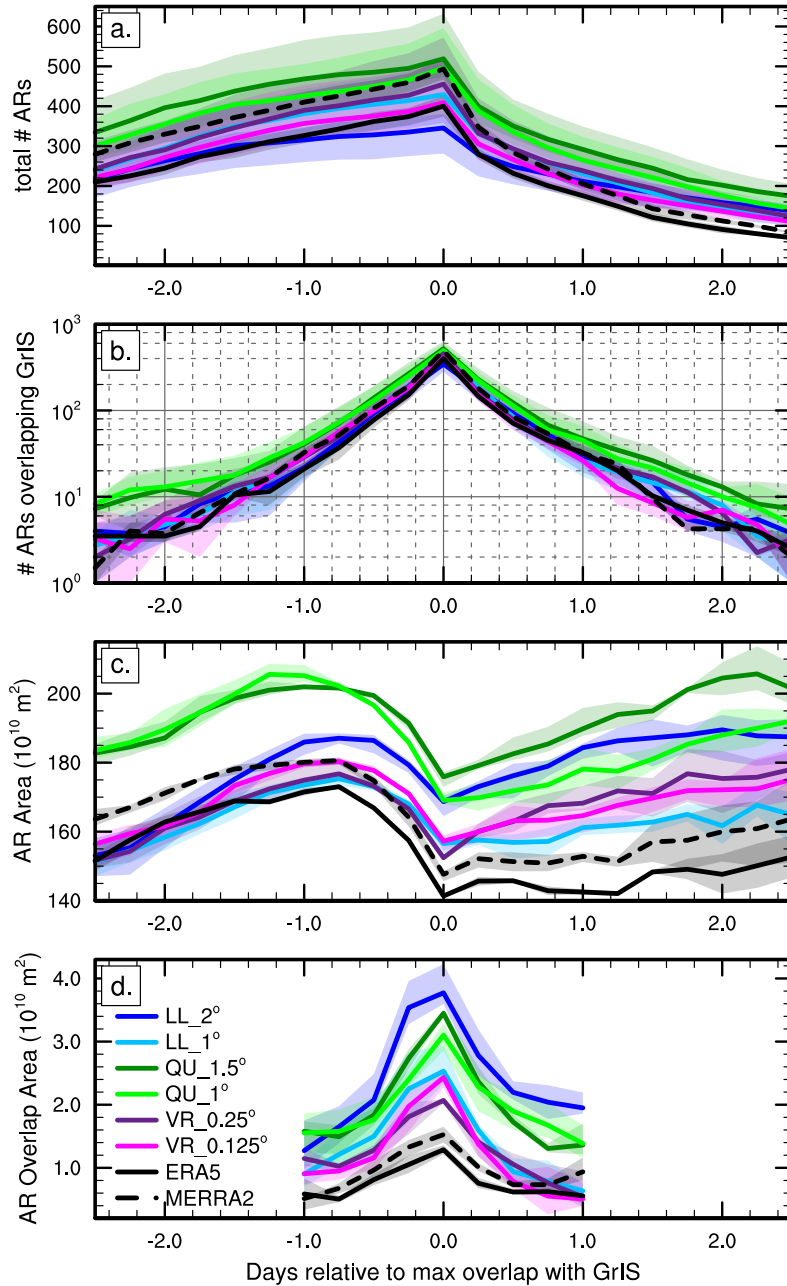 a.
total # ARs
600
500
400
300
200
100
-2.0 -1.0 0.0 1.0 2.0
b.
# ARs overlapping GrIS
10³
10²
10¹
10⁰
-2.0 -1.0 0.0 1.0 2.0
c.
AR Area (10¹⁰ m²)
200
180
160
140
-2.0 -1.0 0.0 1.0 2.0
d.
AR Overlap Area (10¹⁰ m²)
4.0
3.0
2.0
1.0
LL_2°
LL_1°
QU_1.5°
QU_1°
VR_0.25°
VR_0.125°
ERA5
MERRA2
-2.0 -1.0 0.0 1.0 2.0
Days relative to max overlap with GrIS